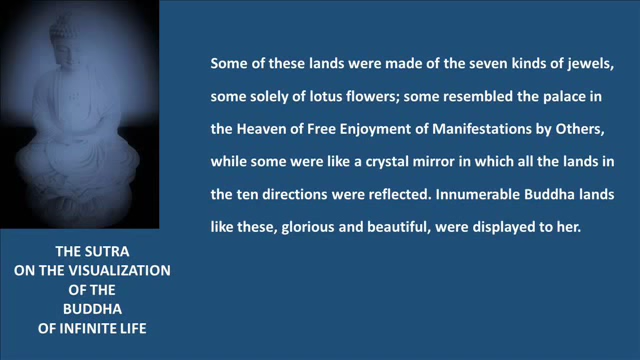 Some of these lands were made of the seven kinds of jewels,
some solely of lotus flowers; some resembled the palace in
the Heaven of Free Enjoyment of Manifestations by Others,
while some were like a crystal mirror in which all the lands in
the ten directions were reflected. Innumerable Buddha lands
like these, glorious and beautiful, were displayed to her.
THE SUTRA
ON THE VISUALIZATION
OF THE
BUDDHA
OF INFINITE LIFE